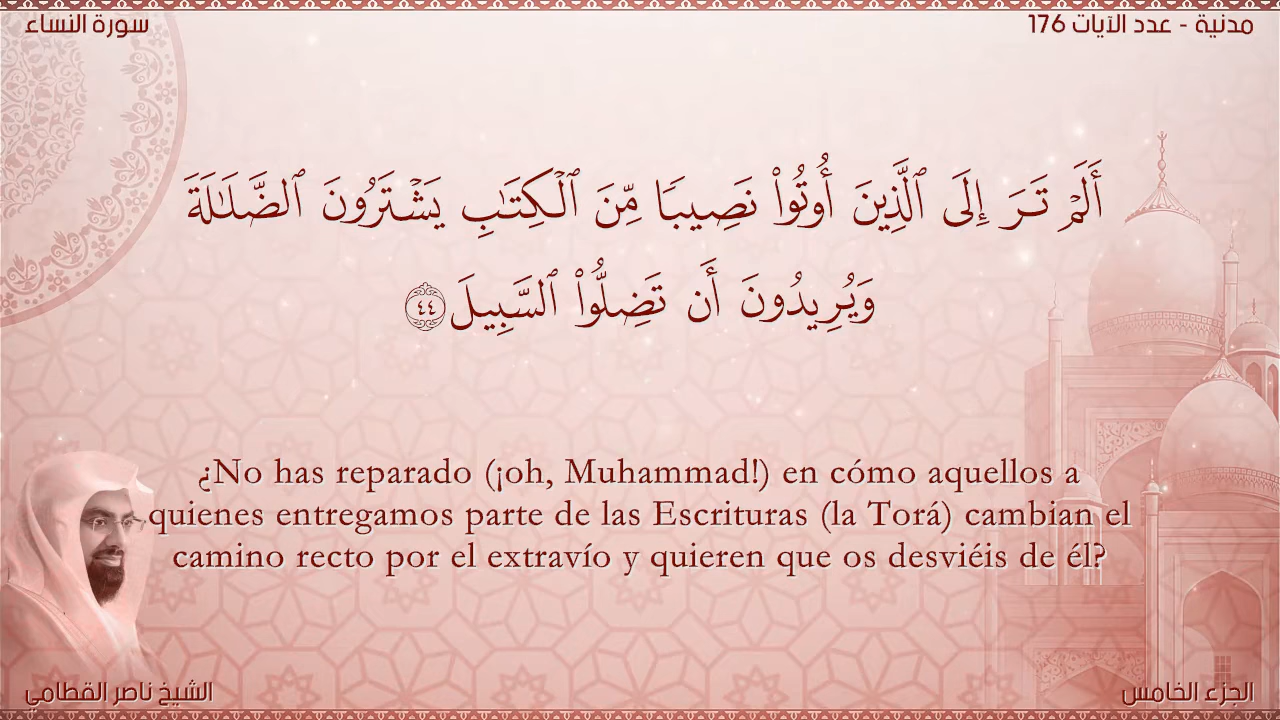 سورة النساء
مدنية - عدد الآيات 176
أَلَمْ تَرَ إِلَى ٱلَّذِينَ أُوتُوا۟ نَصِيبًا مِّنَ ٱلْكِتَـٰبِ يَشْتَرُونَ ٱلضَّلَـٰلَةَ
وَيُرِيدُونَ أَن تَضِلُّوا۟ ٱلسَّبِيلَ ٤٤
¿No has reparado (¡oh, Muhammad!) en cómo aquellos a
quienes entregamos parte de las Escrituras (la Torá) cambian el
camino recto por el extravío y quieren que os desviéis de él?
الشيخ ناصر القطامي
الجزء الخامس